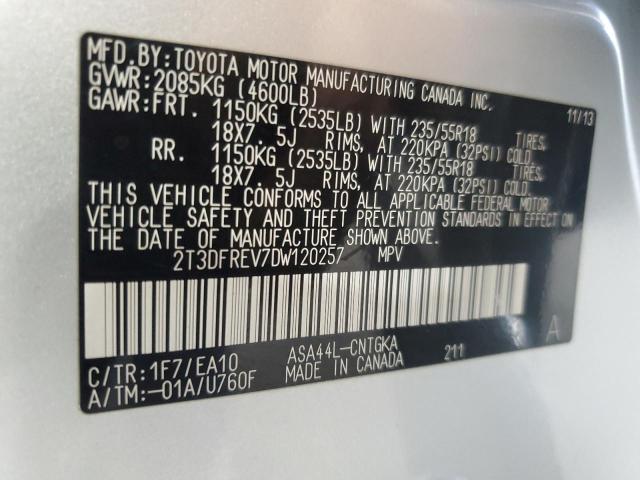 MFD.BY:TOYOTA MOTOR MANUFACTURING CANADA INC.
GVWR:2085KG (4600LB) 11/13
GAWR:FRT. 1150KG (2535LB) WITH 235/55R18 TIRES,
18X7.5J RIMS, AT 220KPA (32PSI) COLD.
RR. 1150KG (2535LB) WITH 235/55R18 TIRES,
18X7.5J RIMS, AT 220KPA (32PSI) COLD.
THIS VEHICLE CONFORMS TO ALL APPLICABLE FEDERAL MOTOR
VEHICLE SAFETY AND THEFT PREVENTION STANDARDS IN EFFECT ON
THE DATE OF MANUFACTURE SHOWN ABOVE.
2T3DFREV7DW120257 MPV
A
C/TR:1F7/EA10 ASA44L-CNTGKA 211
A/TM:-01A/U760F MADE IN CANADA